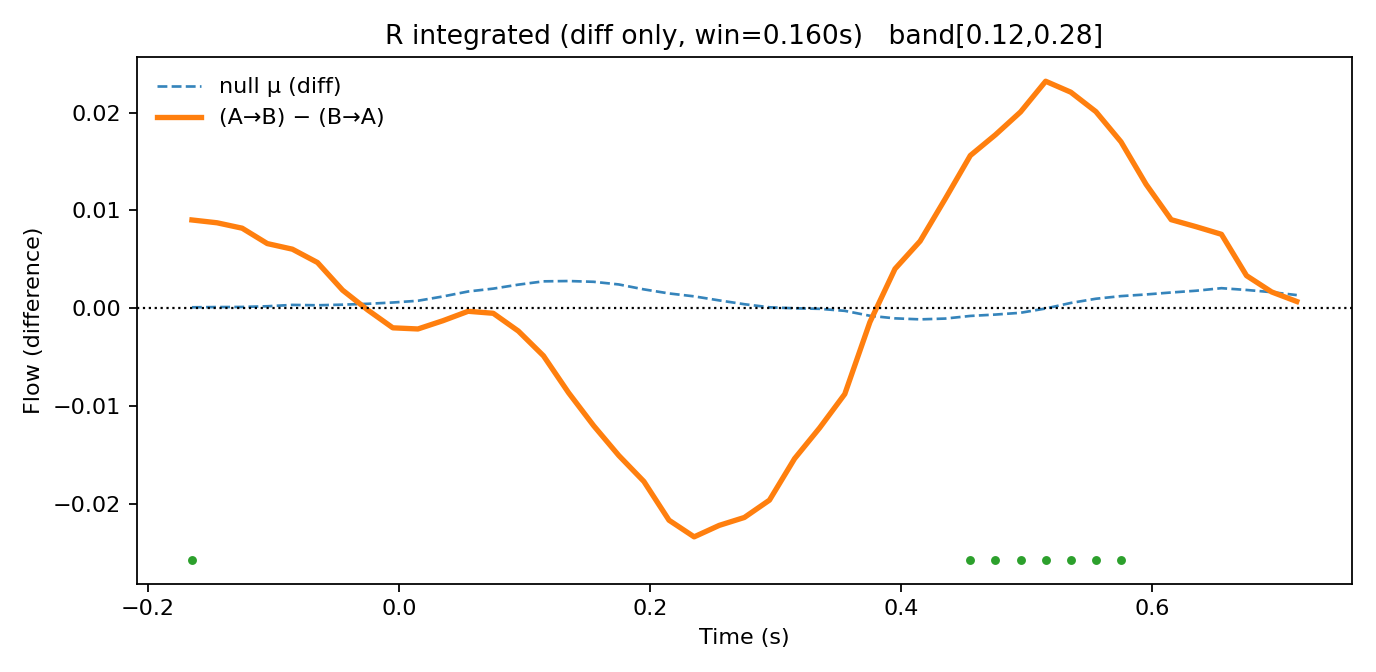 R integrated (diff only, win=0.160s)   band[0.12,0.28]
null μ (diff)
(A→B) − (B→A)
0.02
0.01
0.00
−0.01
−0.02
Flow (difference)
−0.2
0.0
0.2
0.4
0.6
Time (s)